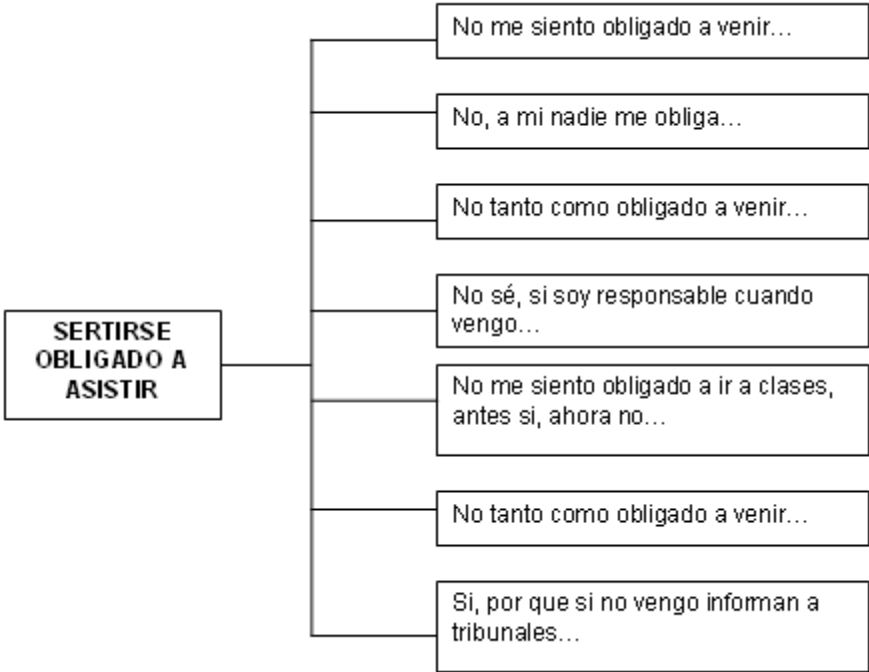 SERTIRSE
OBLIGADO A
ASISTIR
No me siento obligado a venir…
No, a mi nadie me obliga…
No tanto como obligado a venir…
No sé, si soy responsable cuando
vengo…
No me siento obligado a ir a clases,
antes si, ahora no…
No tanto como obligado a venir…
Si, por que si no vengo informan a
tribunales…